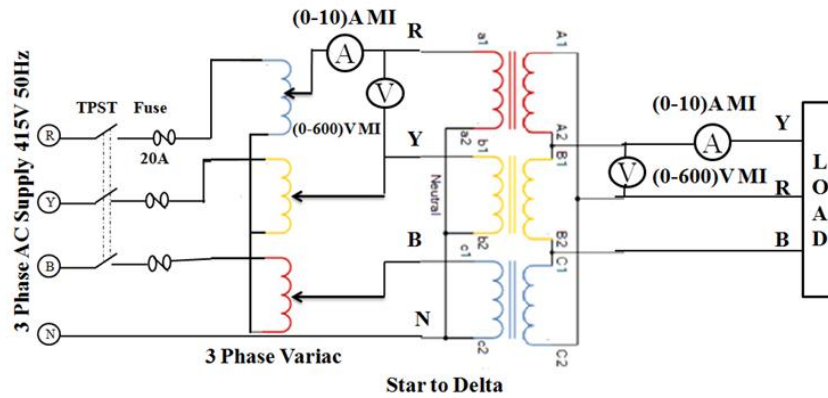 3 Phase AC Supply 415V 50Hz
R
Y
B
N
TPST
Fuse
20A
(0-10)A MI
A
V
(0-600)V MI
3 Phase Variac
R
Y
B
N
Neutral
a1
a2
b1
b2
c1
c2
A1
A2
B1
B2
C1
C2
Star to Delta
(0-10)A MI
A
V
(0-600)V MI
Y
R
B
LOAD